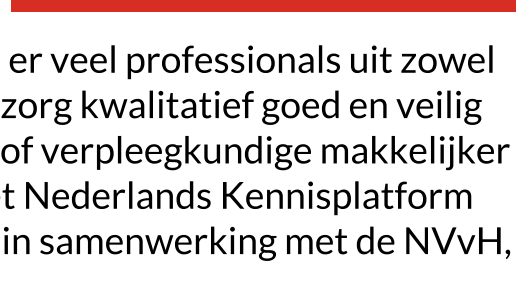 er veel professionals uit zowel
zorg kwalitatief goed en veilig
of verpleegkundige makkelijker
t Nederlands Kennisplatform
in samenwerking met de NVvH,